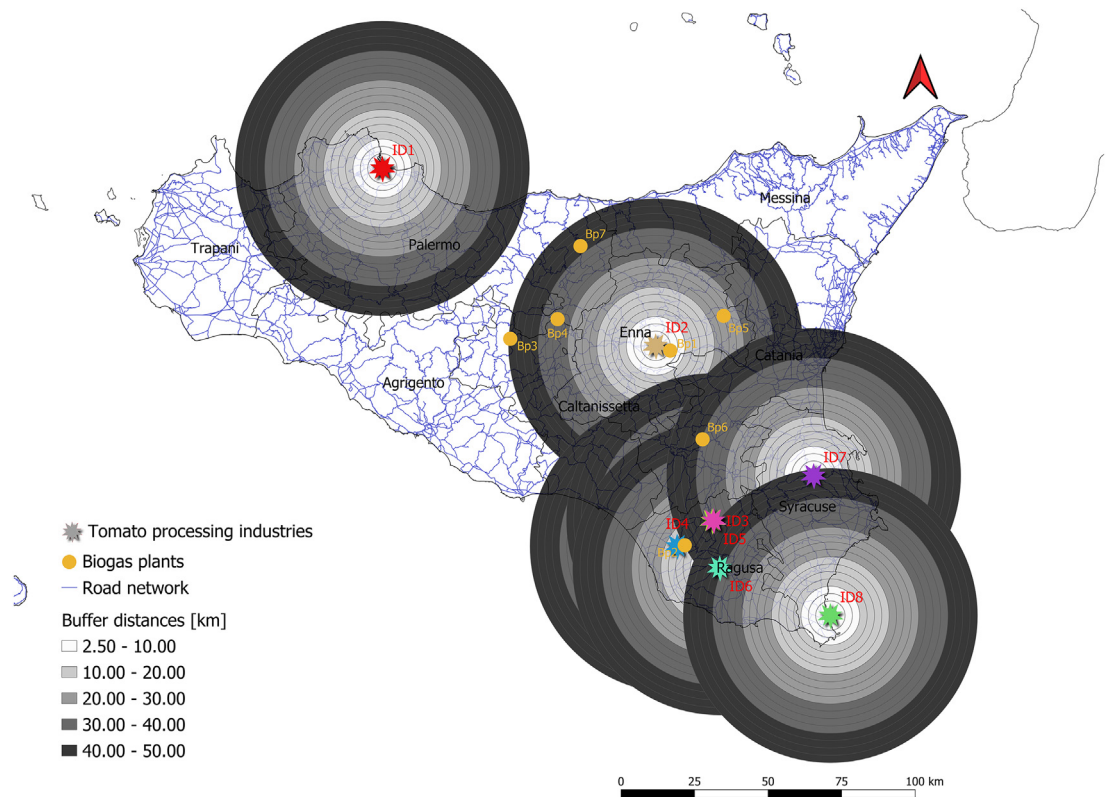 ID1
Messina
Bp7
Trapani
Palermo
ID2
Bp5
Enna
Bp4
Bp1
Bp3
Catania
Agrigento
Caltanissetta
Bp6
ID7
Syracuse
ID4
ID3
ID5
Bp2
Ragusa
ID6
ID8
Tomato processing industries
Biogas plants
Road network
Buffer distances [km]
2.50 - 10.00
10.00 - 20.00
20.00 - 30.00
30.00 - 40.00
40.00 - 50.00
0 25 50 75 100 km